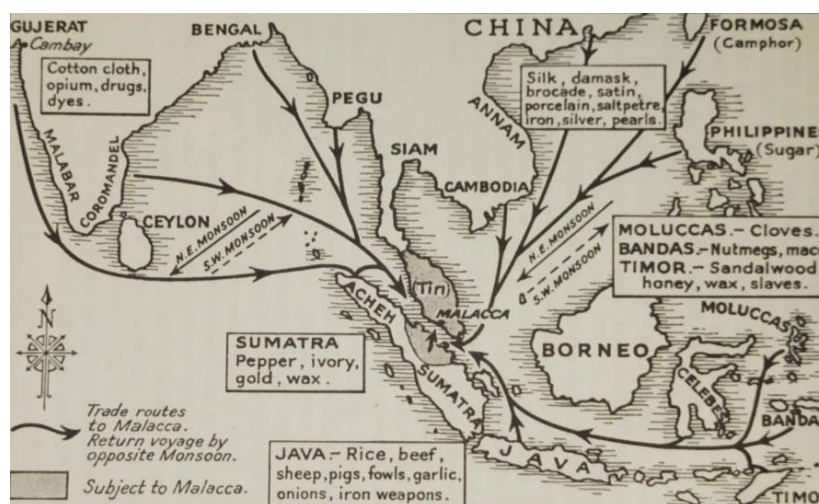 GUJERAT
Cambay
Cotton cloth,
opium, drugs,
dyes.
BENGAL
PEGU
SIAM
CHINA
ANNAM
CAMBODIA
FORMOSA
(Camphor)
Silk, damask,
brocade, satin,
porcelain, saltpetre,
iron, silver, pearls.
PHILIPPINE
(Sugar)
MALABAR
COROMANDEL
CEYLON
N.E. MONSOON
S.W. MONSOON
N.E. MONSOON
S.W. MONSOON
MOLUCCAS.- Cloves.
BANDAS.-Nutmegs, mac
TIMOR.- Sandalwood
honey, wax, slaves.
ACHEH
Tin
MALACCA
SUMATRA
Pepper, ivory,
gold, wax.
SUMATRA
BORNEO
CELEBES
MOLUCCAS
BANDA
TIMO
JAVA
N
Trade routes
to Malacca.
Return voyage by
opposite Monsoon.
Subject to Malacca.
JAVA.- Rice, beef,
sheep, pigs, fowls, garlic,
onions, iron weapons.